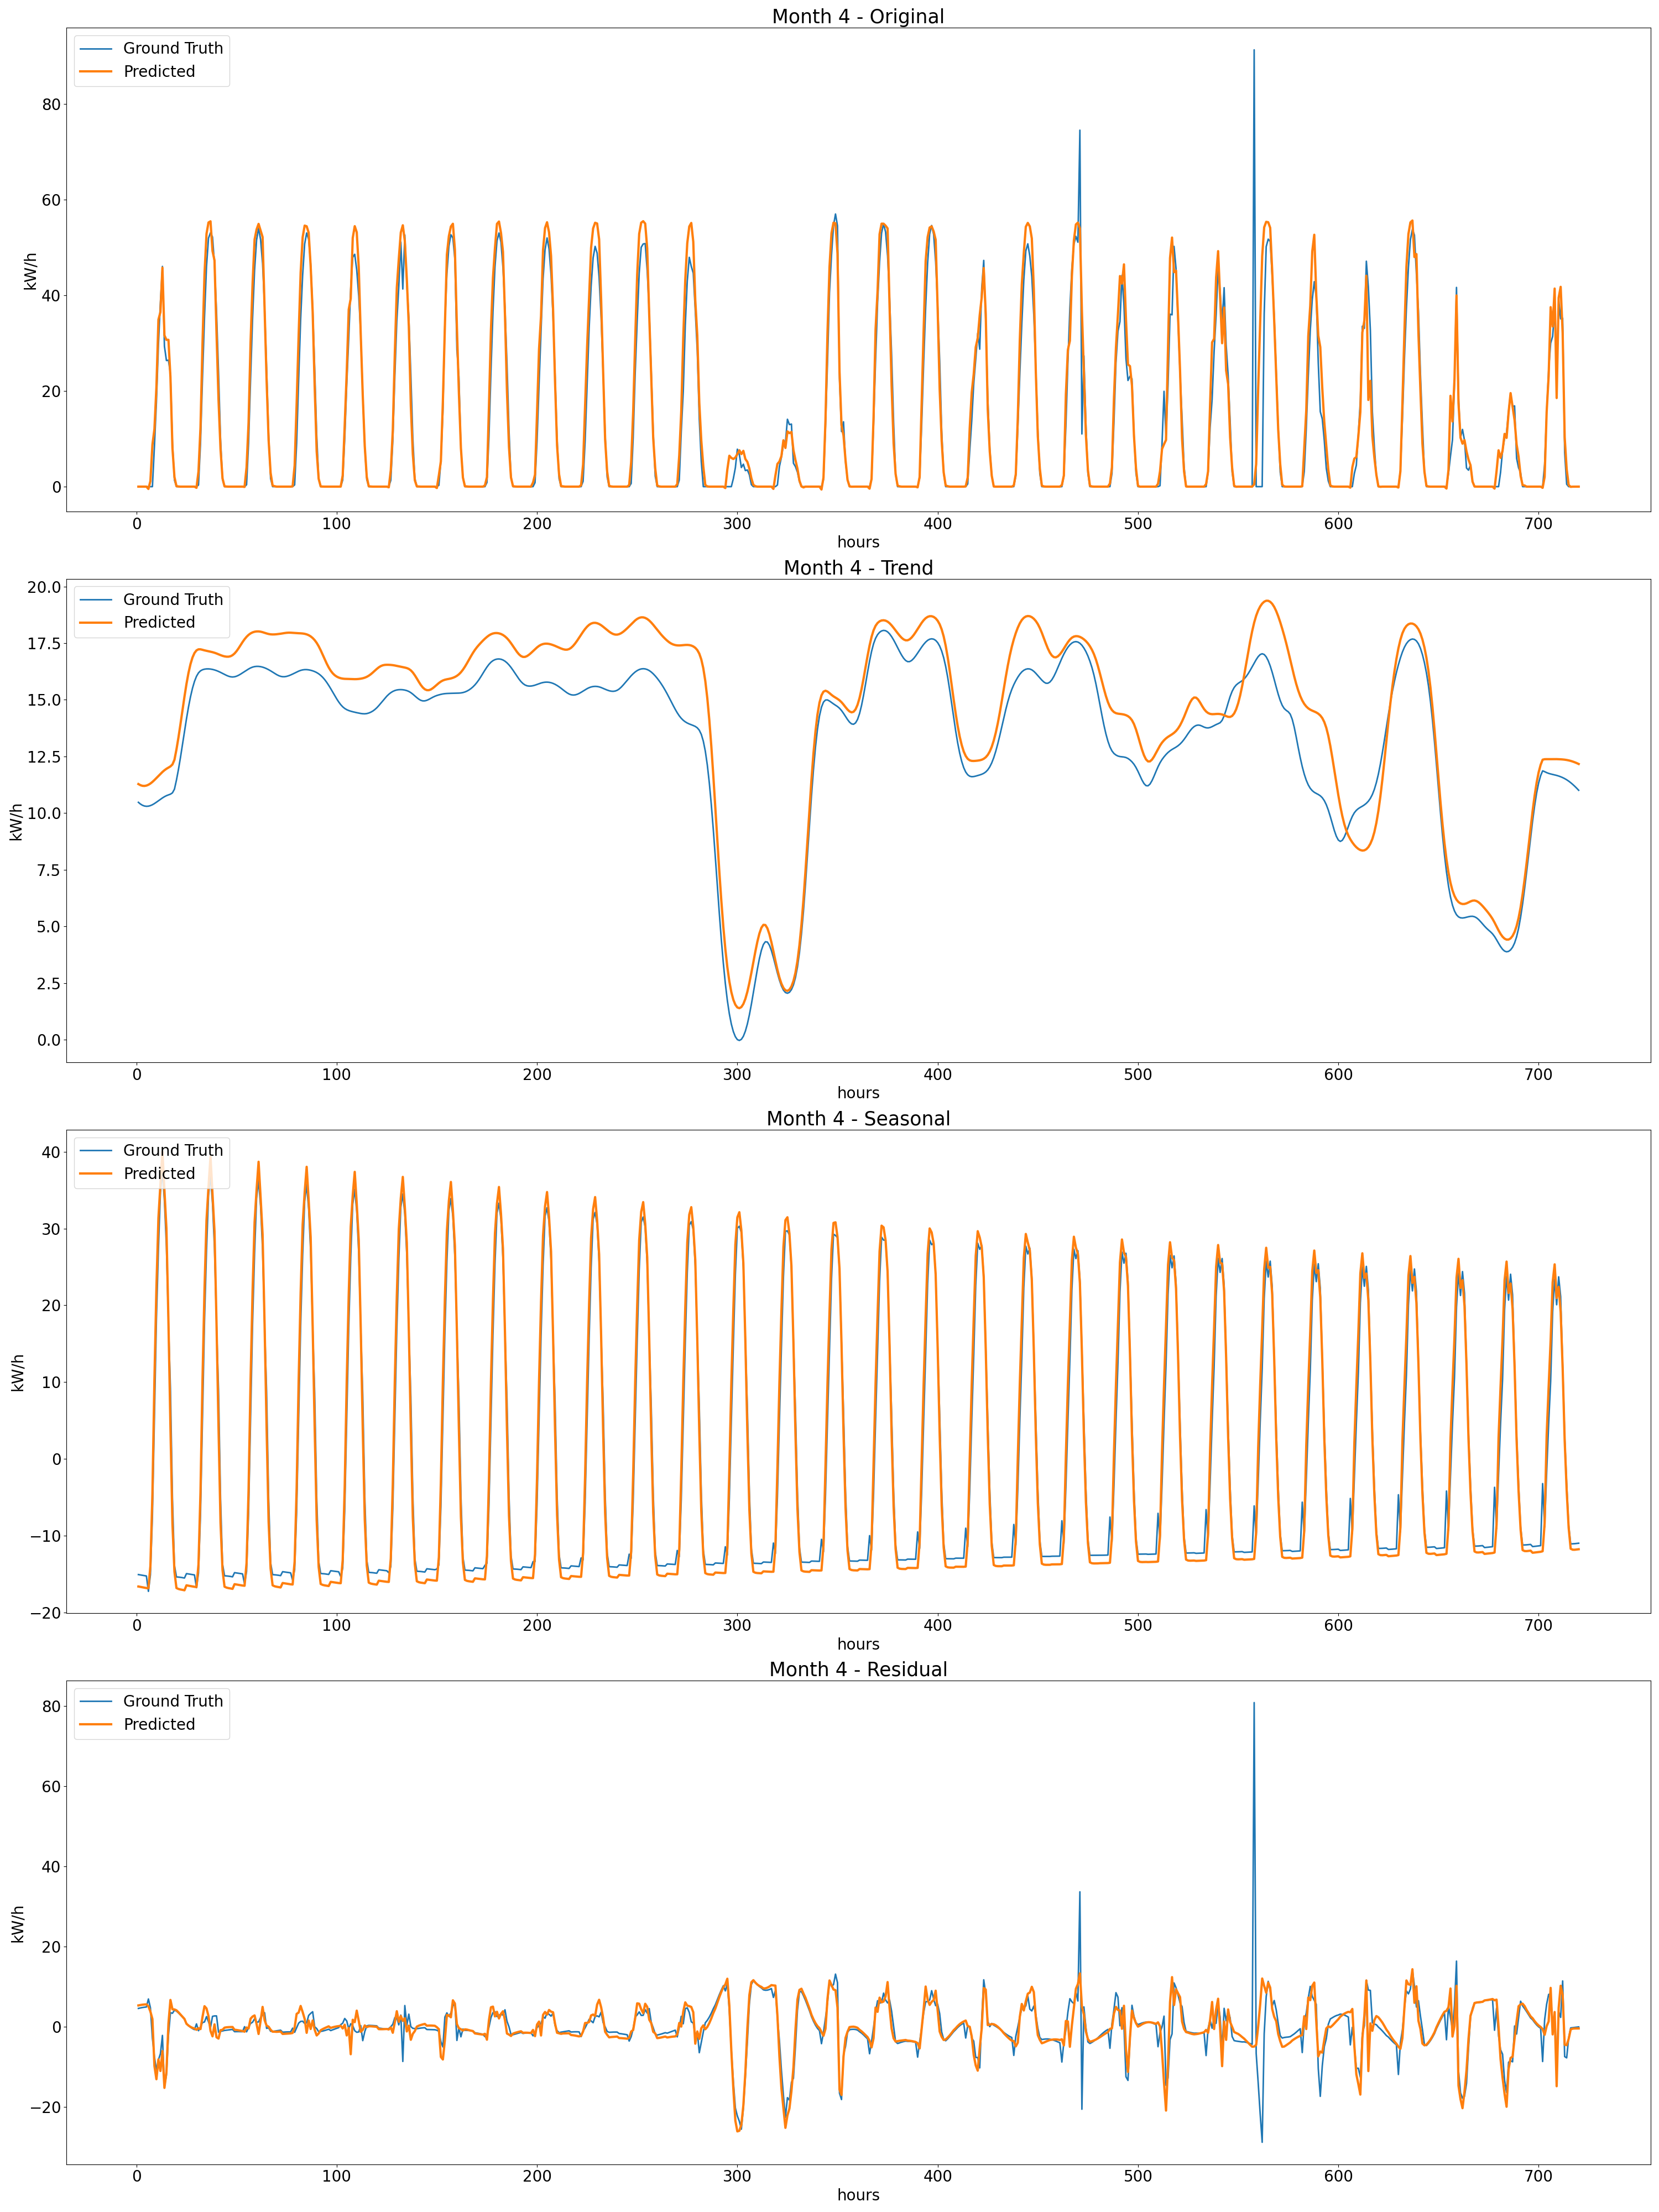 Month 4 - Original
Ground Truth
Predicted
80
60
40
20
0
kW/h
0 100 200 300 400 500 600 700
hours
Month 4 - Trend
Ground Truth
Predicted
20.0
17.5
15.0
12.5
10.0
7.5
5.0
2.5
0.0
kW/h
0 100 200 300 400 500 600 700
hours
Month 4 - Seasonal
Ground Truth
Predicted
40
30
20
10
0
−10
−20
kW/h
0 100 200 300 400 500 600 700
hours
Month 4 - Residual
Ground Truth
Predicted
80
60
40
20
0
−20
kW/h
0 100 200 300 400 500 600 700
hours